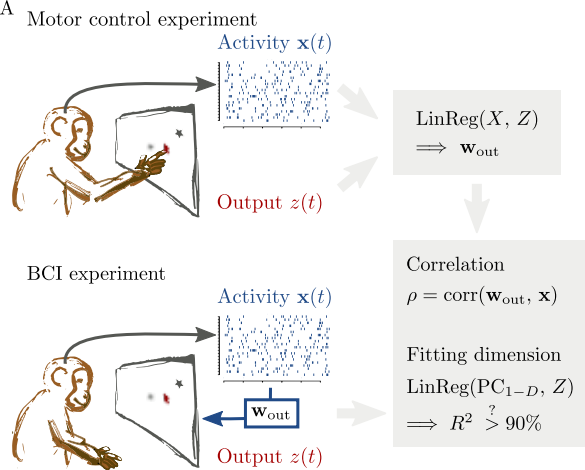 A
Motor control experiment
Activity x(t)
Output z(t)
LinReg(X, Z)
⟹ w_out
BCI experiment
Activity x(t)
w_out
Output z(t)
Correlation
ρ = corr(w_out, x)
Fitting dimension
LinReg(PC_{1−D}, Z)
⟹ R² >^? 90%